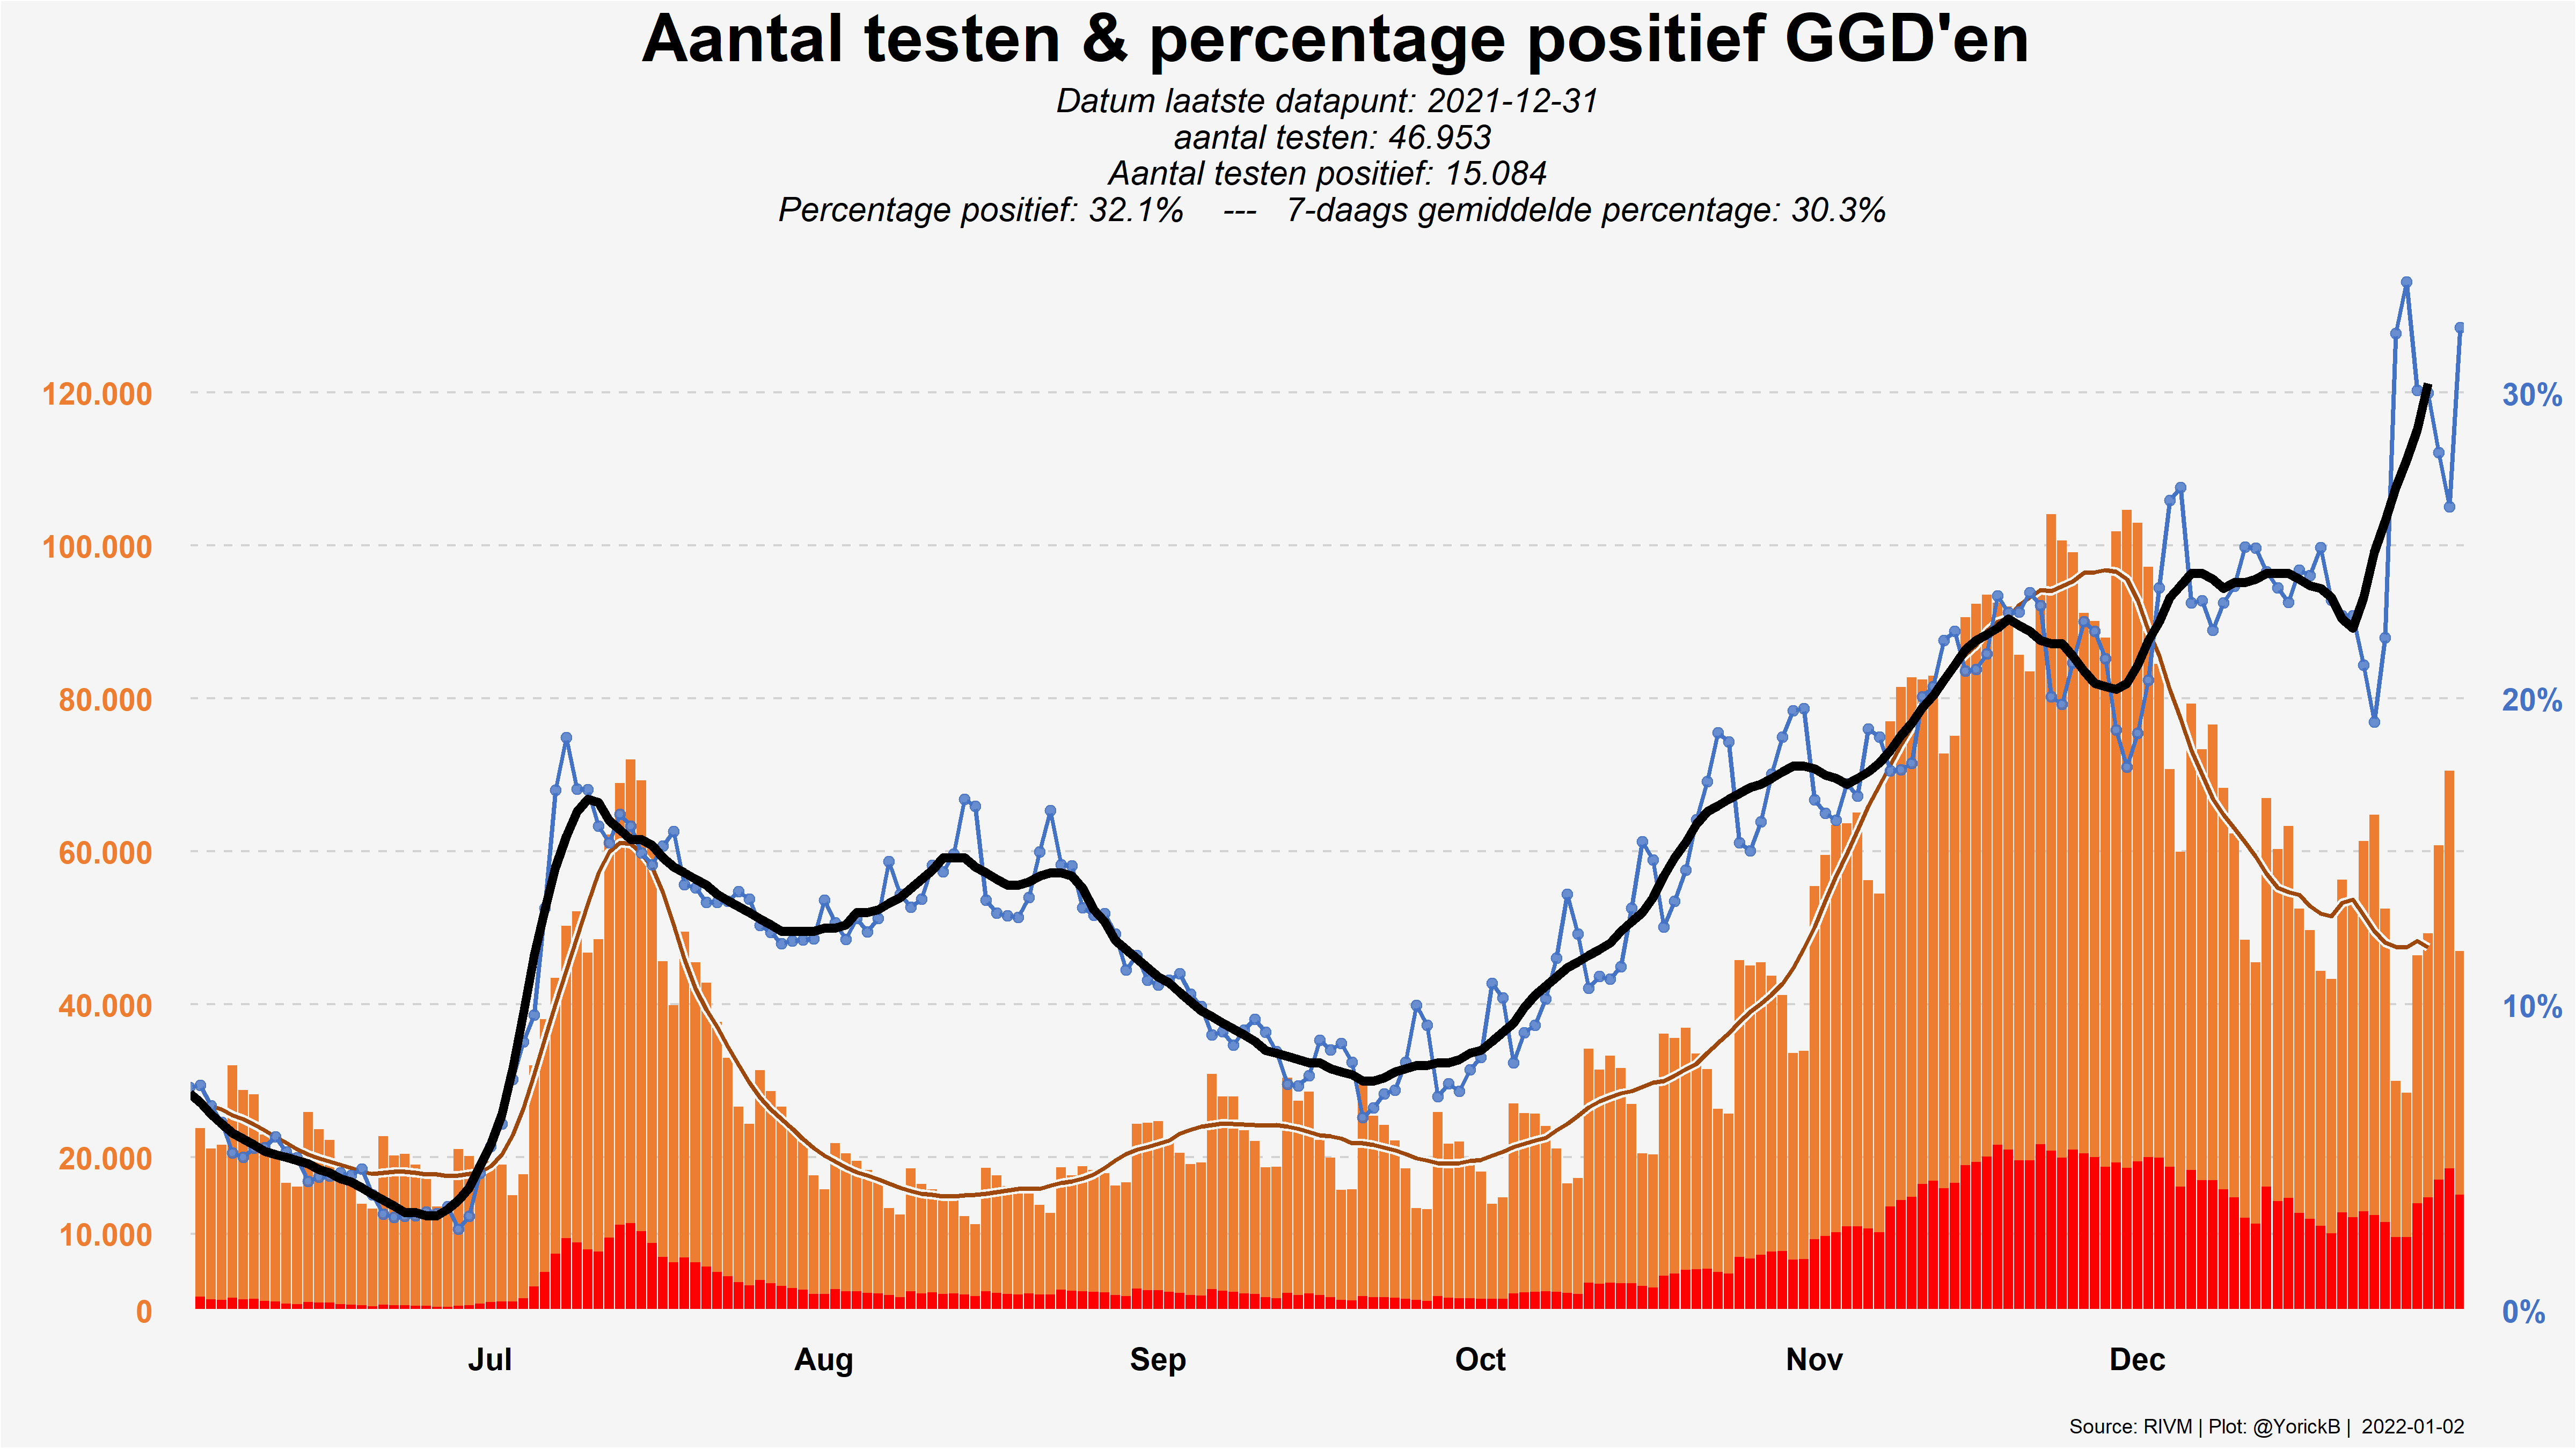 Aantal testen & percentage positief GGD'en
Datum laatste datapunt: 2021-12-31
aantal testen: 46.953
Aantal testen positief: 15.084
Percentage positief: 32.1% --- 7-daags gemiddelde percentage: 30.3%
120.000
30%
100.000
80.000
20%
60.000
40.000
10%
20.000
10.000
0
0%
Jul Aug Sep Oct Nov Dec
Source: RIVM | Plot: @YorickB | 2022-01-02